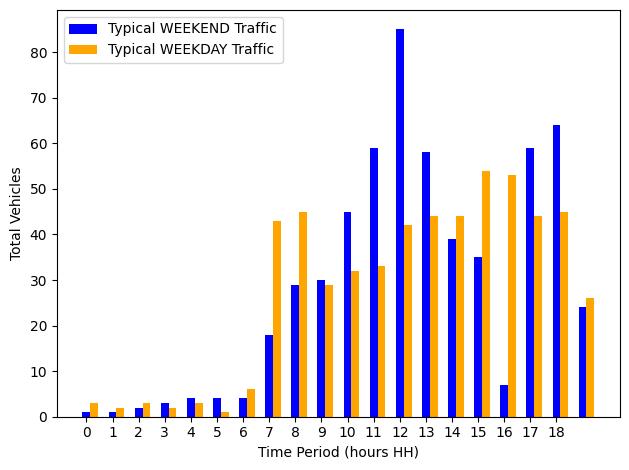 Typical WEEKEND Traffic
Typical WEEKDAY Traffic
80
70
60
50
40
30
20
10
0
Total Vehicles
0 1 2 3 4 5 6 7 8 9 10 11 12 13 14 15 16 17 18
Time Period (hours HH)